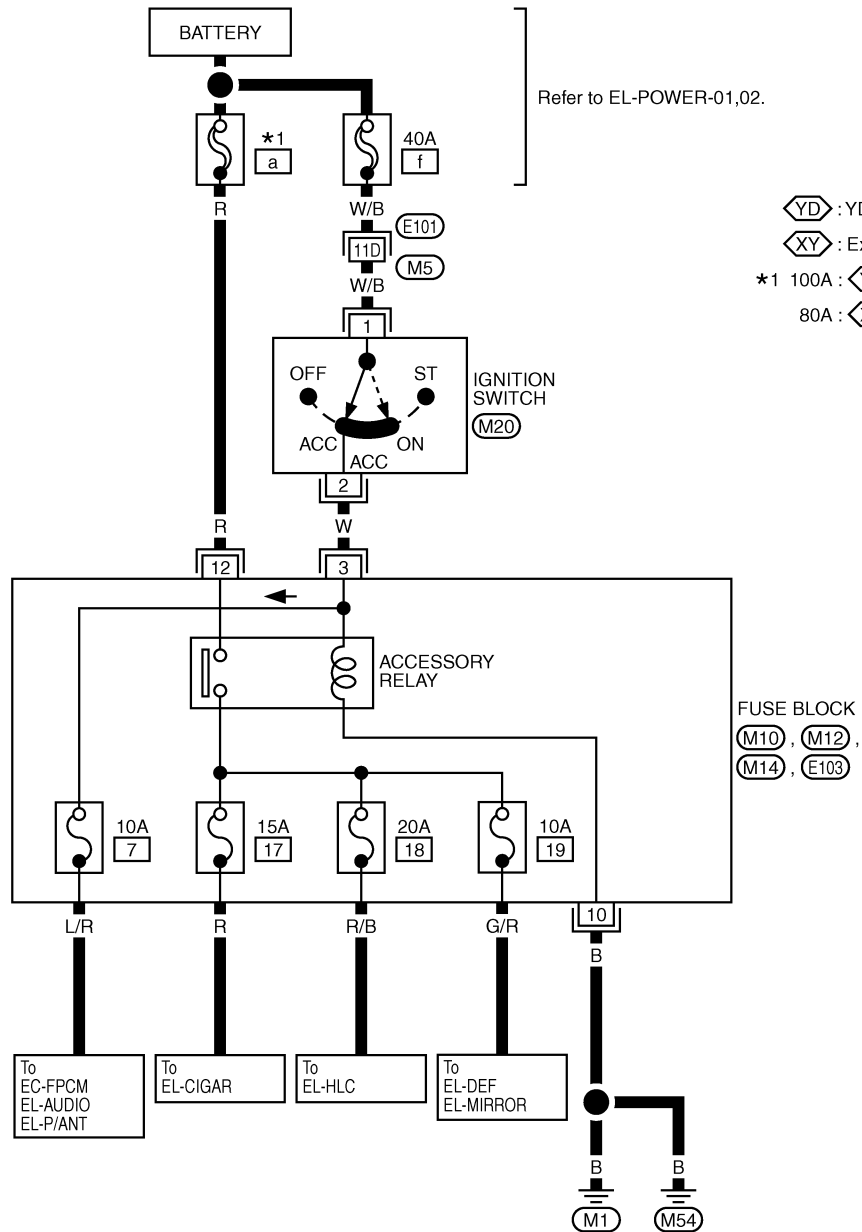 BATTERY
Refer to EL-POWER-01,02.
*1
a
40A
f
R
W/B
E101
11D
M5
W/B
YD : YD
XY : Ex
*1 100A :
80A :
1
OFF
ST
ACC
ON
ACC
IGNITION
SWITCH
M20
2
R
W
12
3
ACCESSORY
RELAY
FUSE BLOCK
M10 , M12 ,
M14 , E103
10A
7
15A
17
20A
18
10A
19
10
L/R
R
R/B
G/R
B
To
EC-FPCM
EL-AUDIO
EL-P/ANT
To
EL-CIGAR
To
EL-HLC
To
EL-DEF
EL-MIRROR
B
B
M1
M54